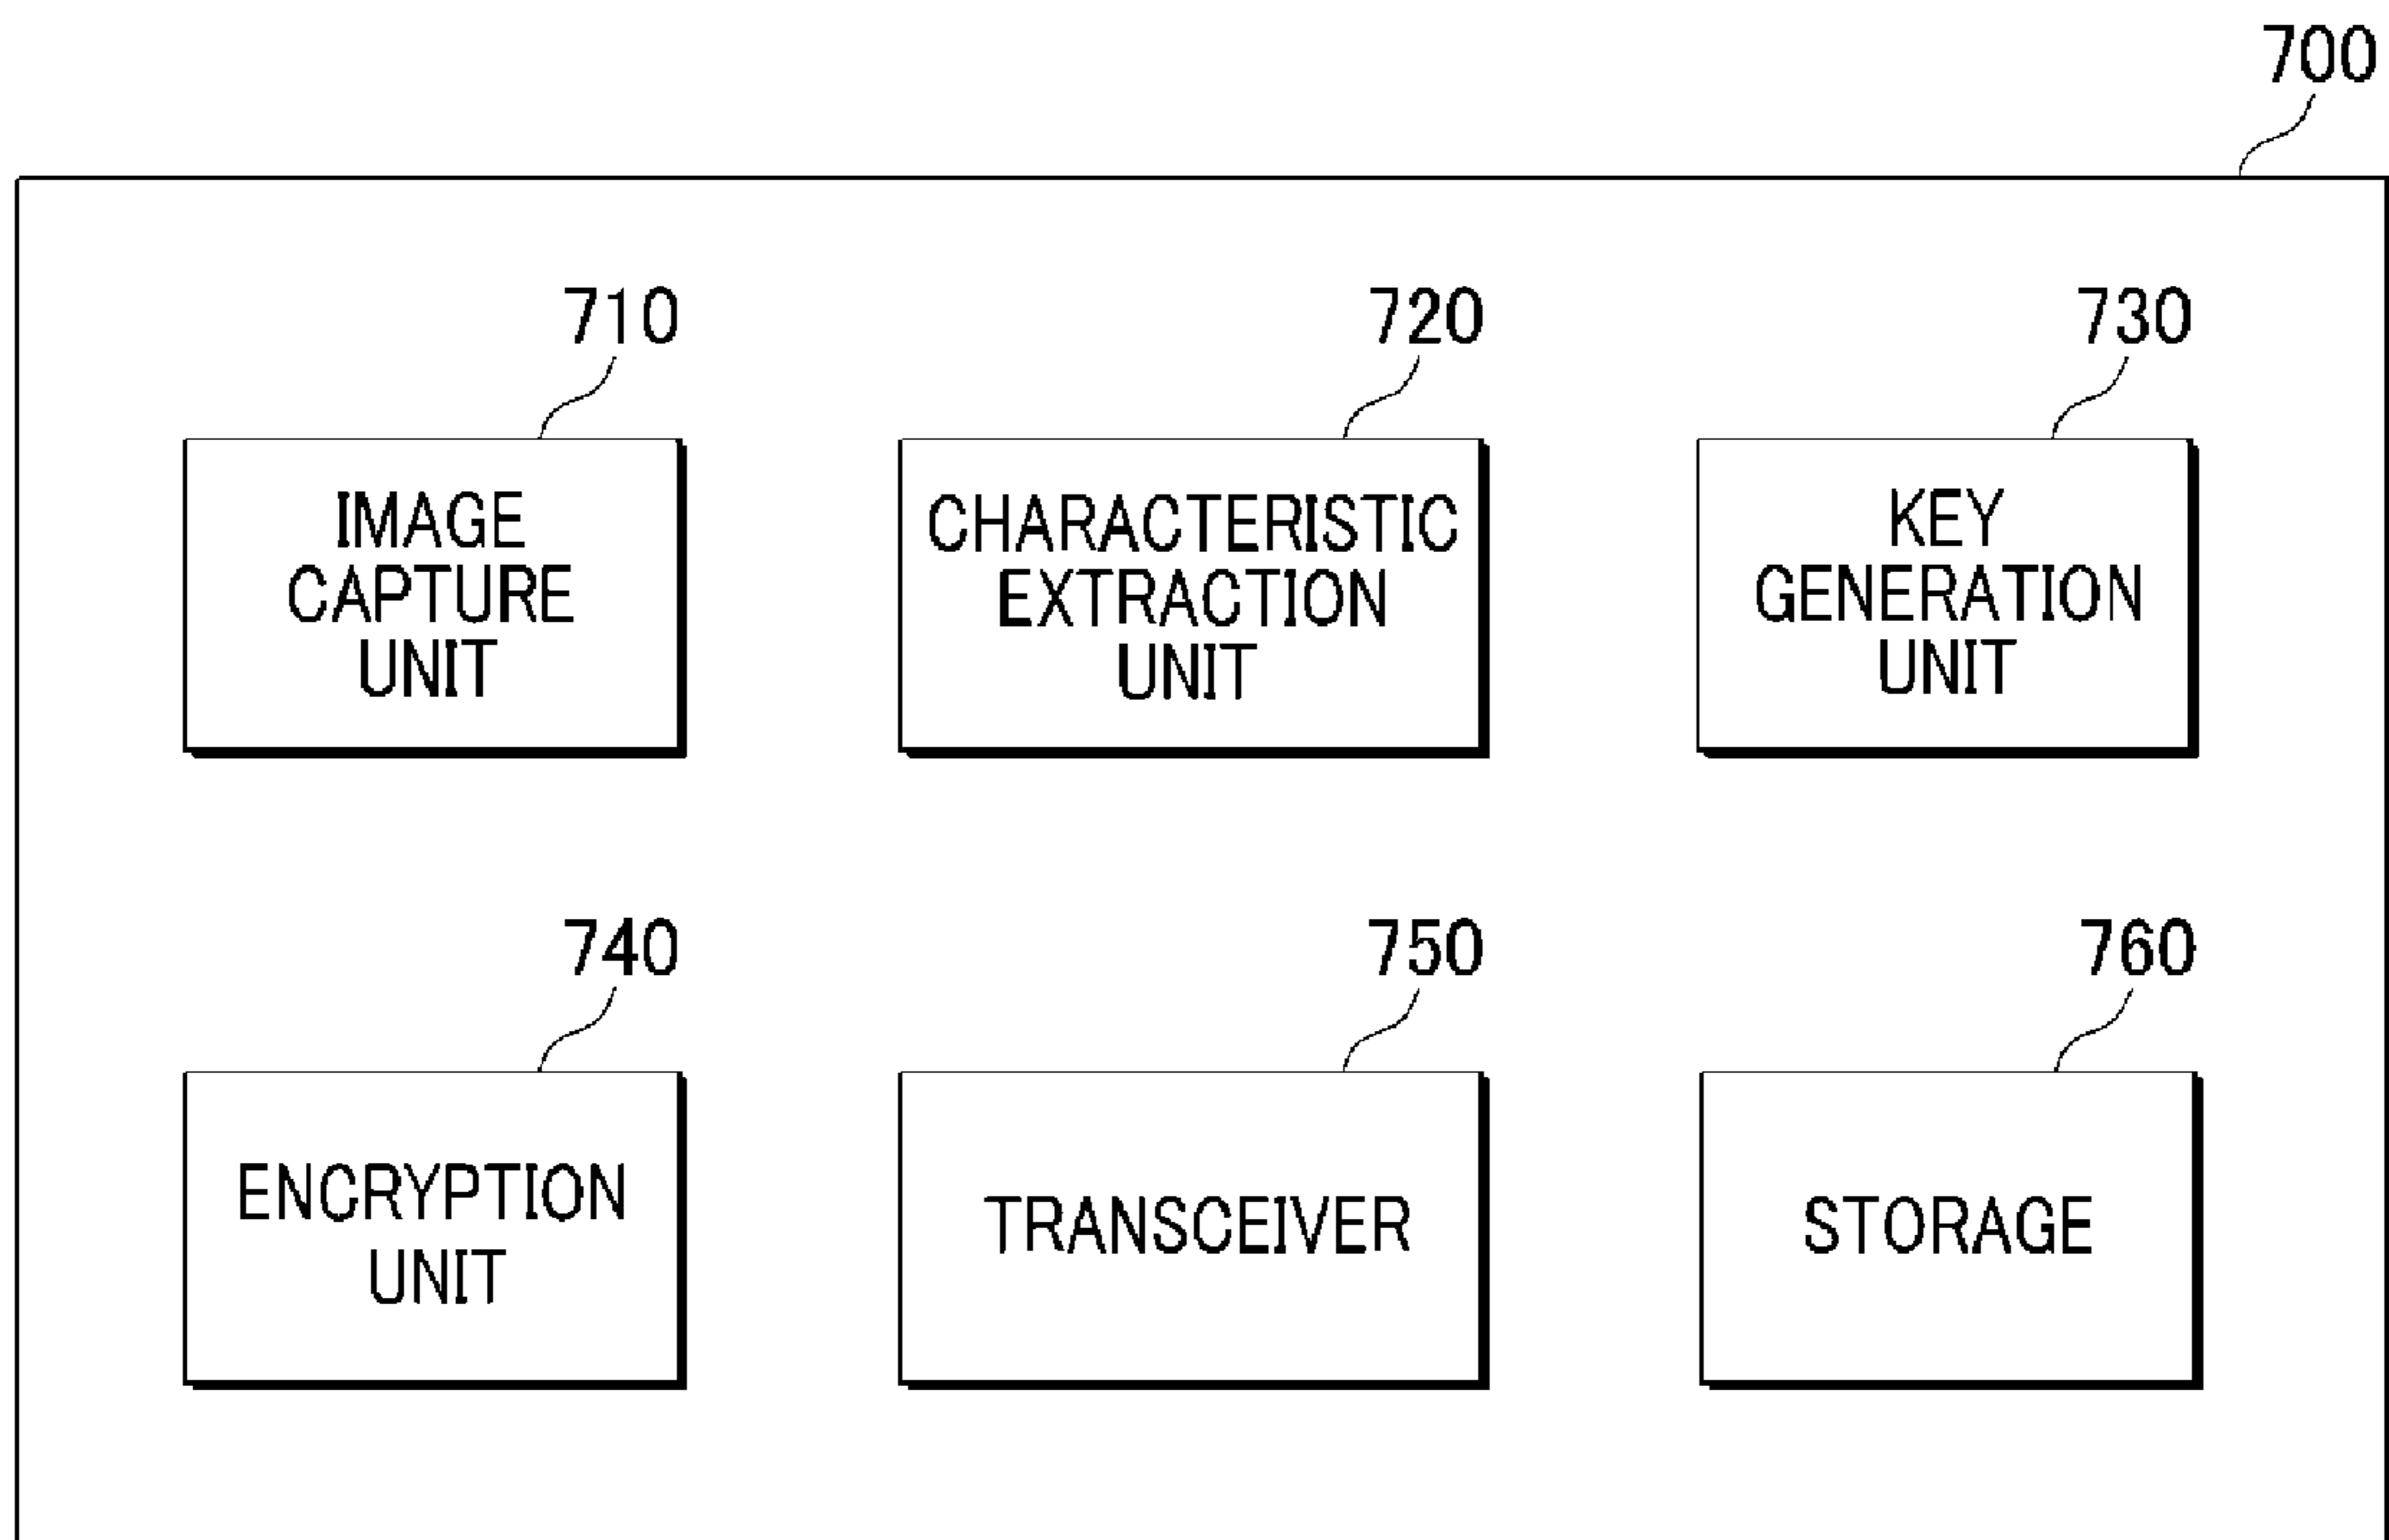 700
710
720
730
IMAGE
CAPTURE
UNIT
CHARACTERISTIC
EXTRACTION
UNIT
KEY
GENERATION
UNIT
740
750
760
ENCRYPTION
UNIT
TRANSCEIVER
STORAGE